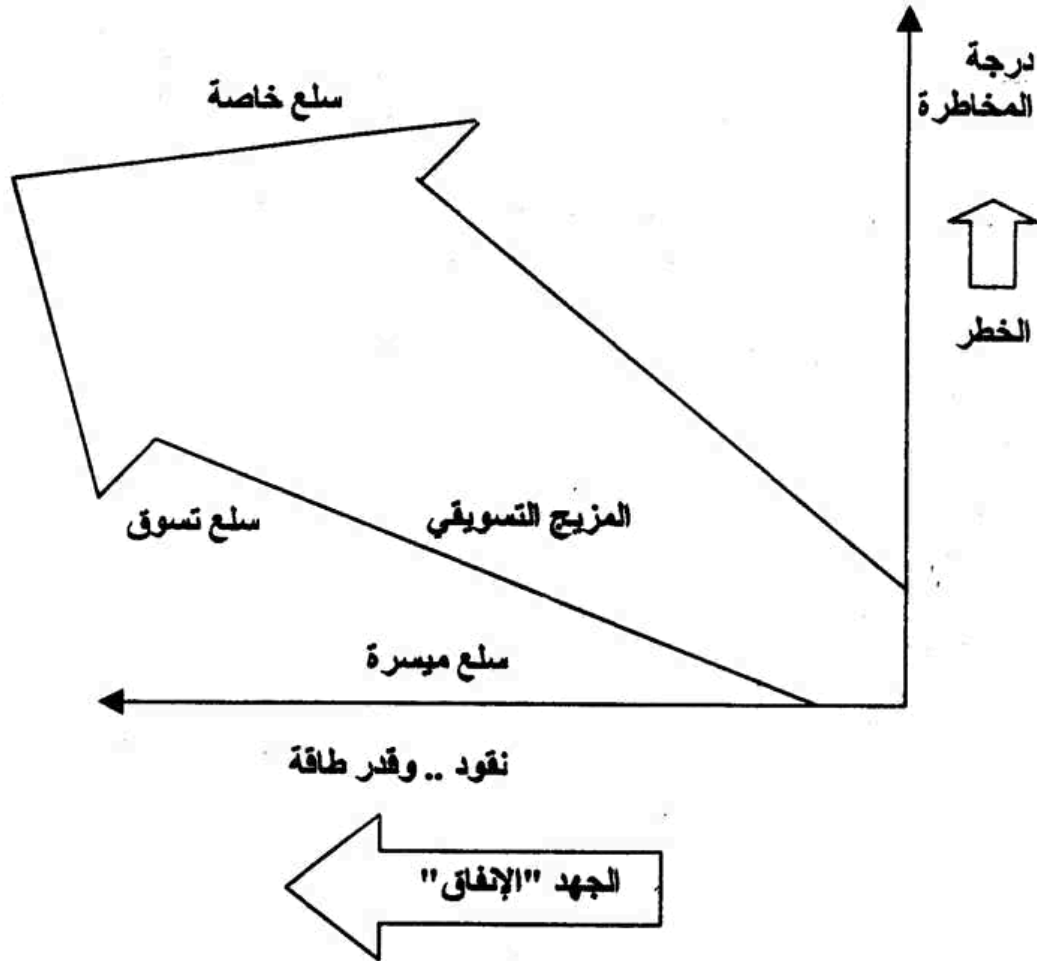 درجة
المخاطرة
سلع خاصة
الخطر
المزيج التسويقي
سلع تسوق
سلع ميسرة
نقود .. وقدر طاقة
الجهد "الإنفاق"